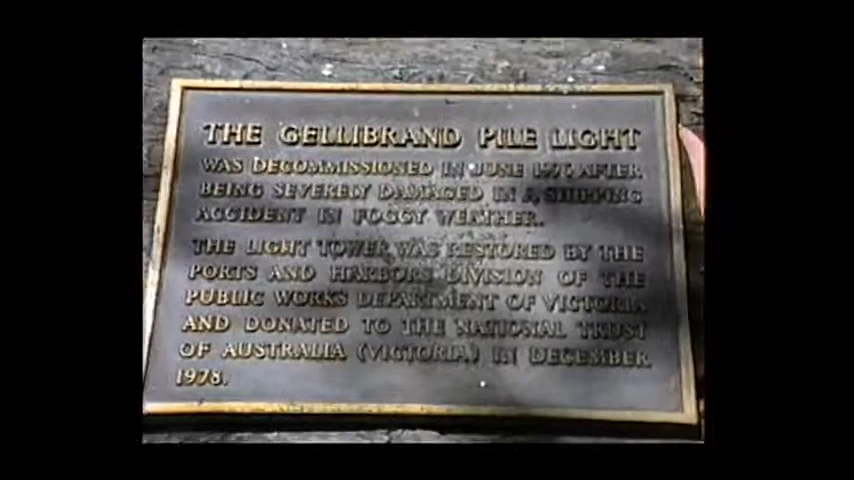 THE GELLIBRAND PILE LIGHT
WAS DECOMMISSIONED IN JUNE 1976 AFTER
BEING SEVERELY DAMAGED IN A SHIPPING
ACCIDENT IN FOGGY WEATHER.
THE LIGHT TOWER WAS RESTORED BY THE
PORTS AND HARBORS DIVISION OF THE
PUBLIC WORKS DEPARTMENT OF VICTORIA
AND DONATED TO THE NATIONAL TRUST
OF AUSTRALIA (VICTORIA) IN DECEMBER
1978.